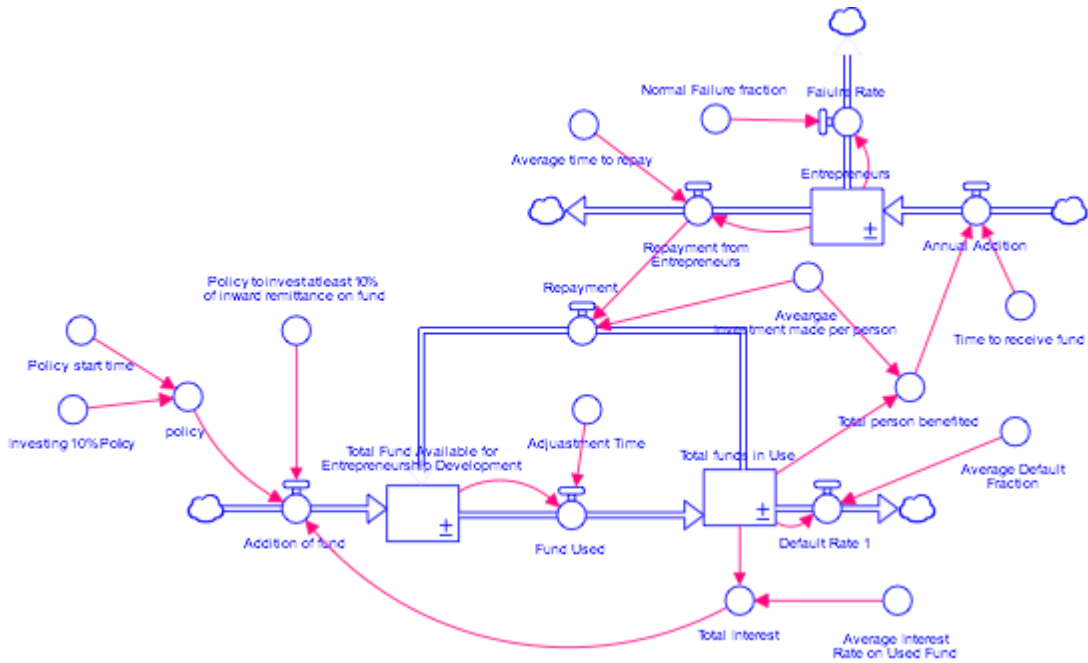 Normal Failure fraction
Faiulre Rate
Average time to repay
Entrepreneurs
Repayment from
Entrepreneurs
Annual Addition
Policy to invest atleast 10%
of inward remittance on fund
Repayment
Aveargae
Investment made per person
Time to receive fund
Policy start time
Investing 10% Policy
policy
Total person benefited
Total Fund Available for
Entrepreneurship Development
Adjuastment Time
Total funds in Use
Average Default
Fraction
Addition of fund
Fund Used
Default Rate 1
Total Interest
Average Interest
Rate on Used Fund